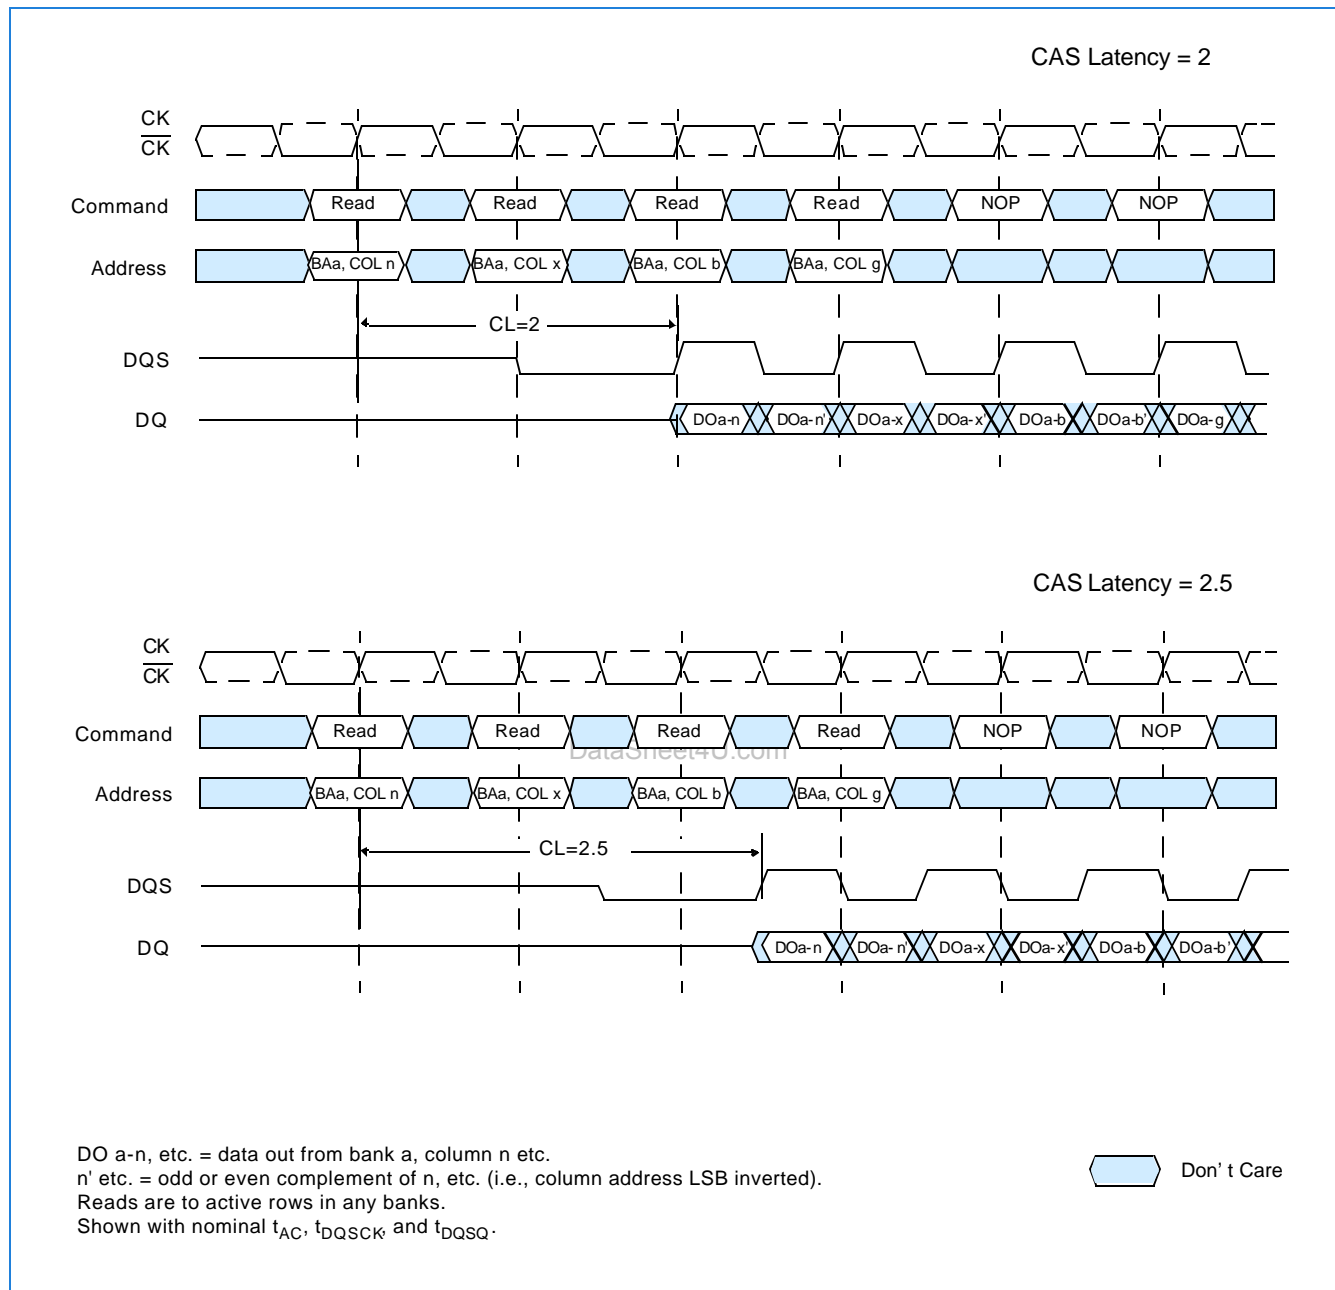 CAS Latency = 2
CK
CK
Command
Read
Read
Read
Read
NOP
NOP
Address
BAa, COL n
BAa, COL x
BAa, COL b
BAa, COL g
CL=2
DQS
DQ
DOa-n
DOa-n'
DOa-x
DOa-x'
DOa-b
DOa-b'
DOa-g
CAS Latency = 2.5
CK
CK
Command
Read
Read
Read
Read
NOP
NOP
DataSheet4U.com
Address
BAa, COL n
BAa, COL x
BAa, COL b
BAa, COL g
CL=2.5
DQS
DQ
DOa-n
DOa- n'
DOa-x
DOa-x'
DOa-b
DOa-b'
DO a-n, etc. = data out from bank a, column n etc.
n' etc. = odd or even complement of n, etc. (i.e., column address LSB inverted).
Reads are to active rows in any banks.
Shown with nominal tAC, tDQSCK, and tDQSQ.
Don' t Care